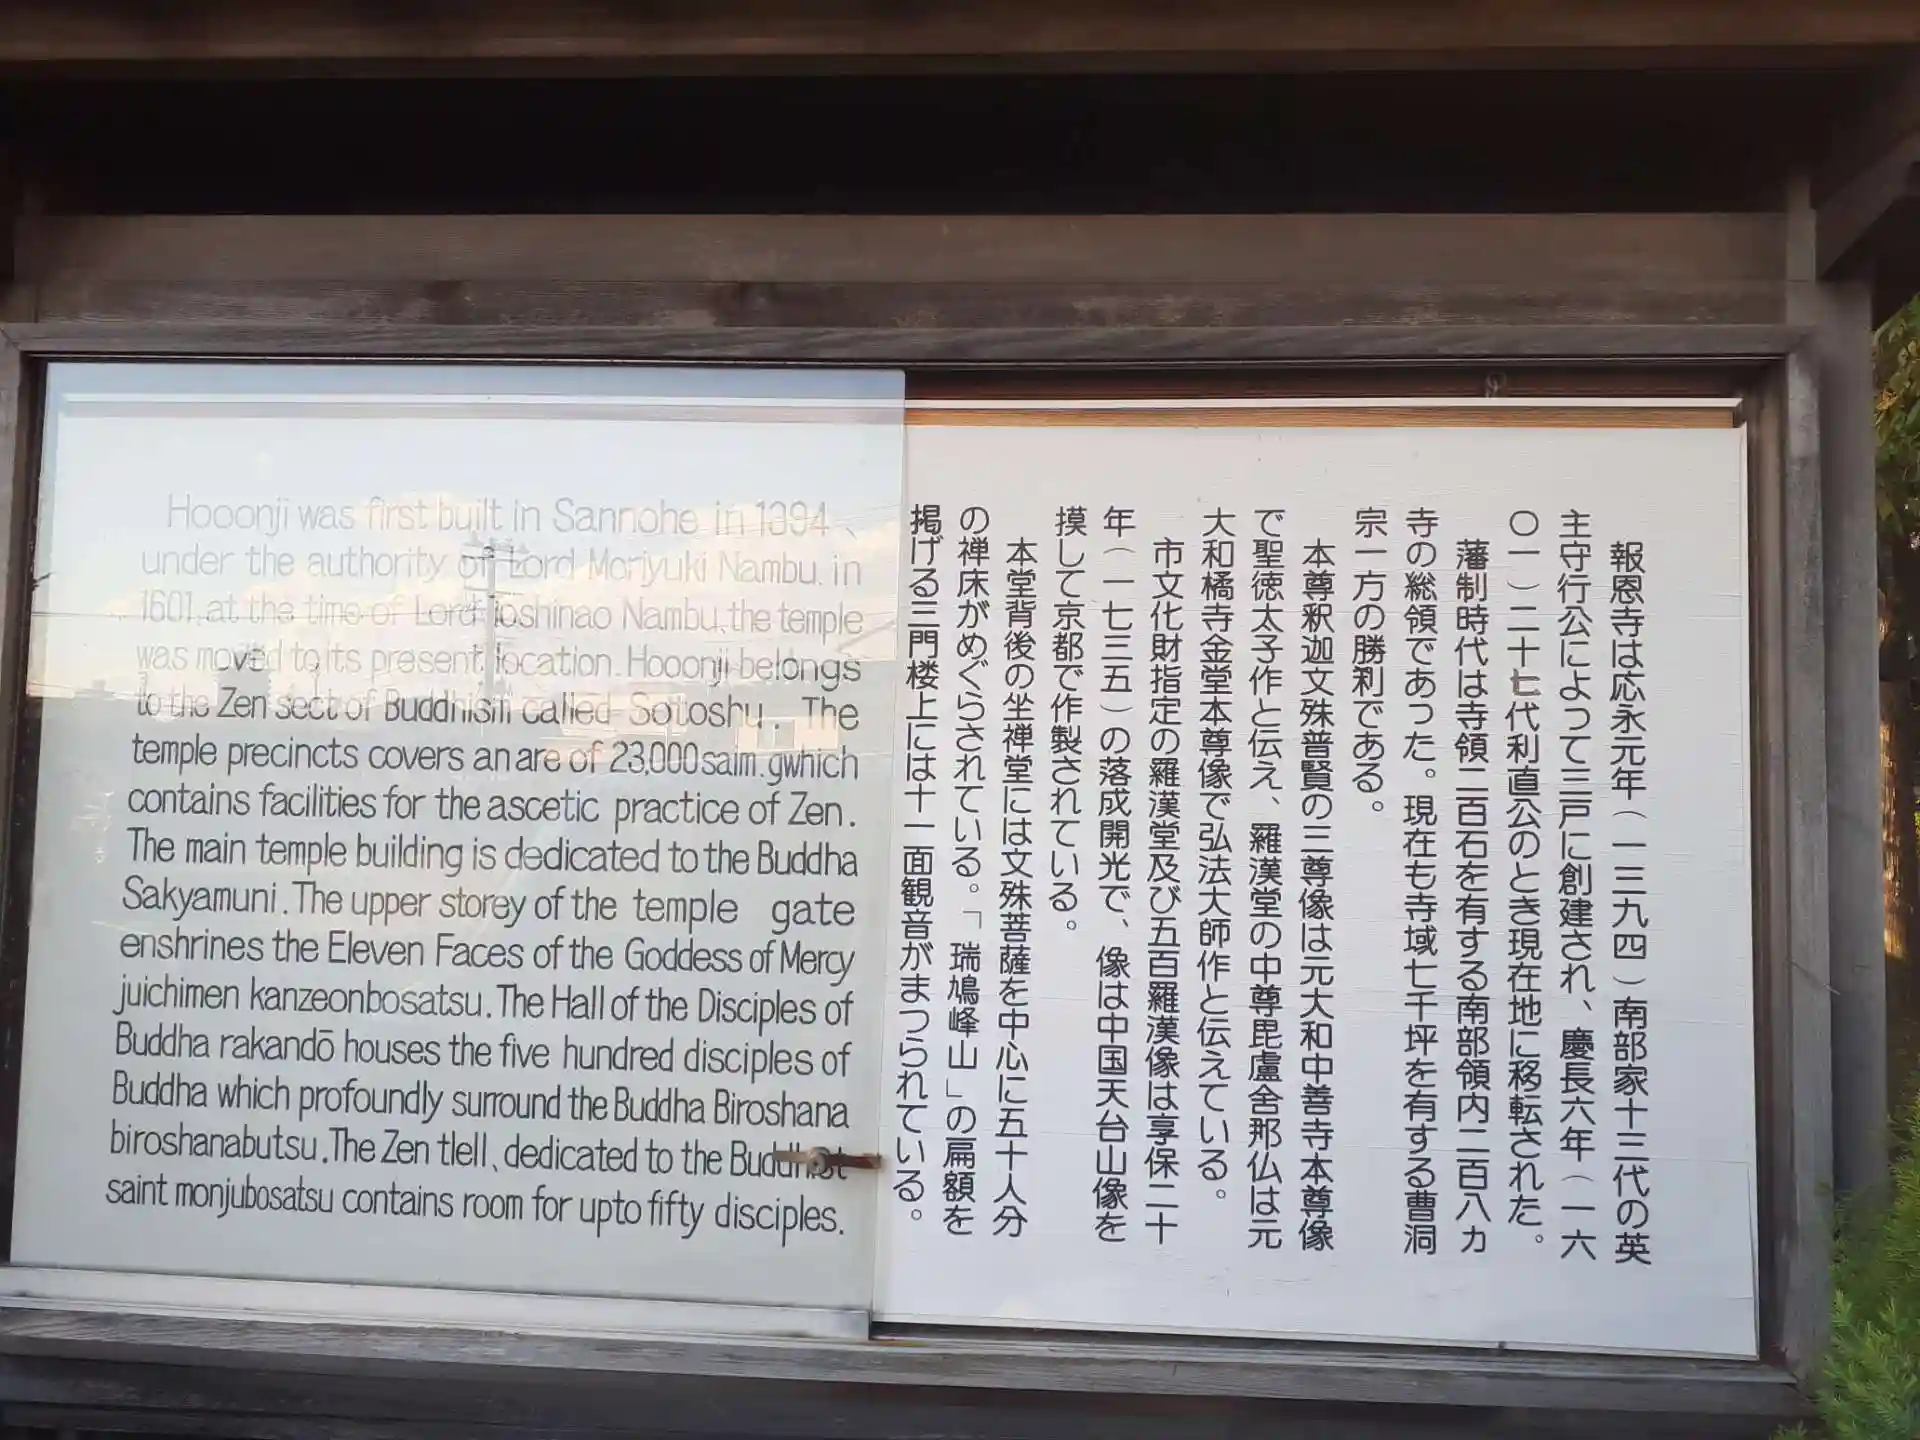 Hooonji was first built in Sannohe in 1394、
under the authority of Lord Moriyuki Nambu. in
1601, at the time of Lord Toshinao Nambu, the temple
was moved to its present location. Hooonji belongs
to the Zen sect of Buddhism called Sotoshu. The
temple precincts covers an are of 23,000 saim. gwhich
contains facilities for the ascetic practice of Zen.
The main temple building is dedicated to the Buddha
Sakyamuni. The upper storey of the temple gate
enshrines the Eleven Faces of the Goddess of Mercy
juichimen kanzeonbosatsu. The Hall of the Disciples of
Buddha rakandō houses the five hundred disciples of
Buddha which profoundly surround the Buddha Biroshana
biroshanabutsu. The Zen tlell, dedicated to the Buddhist
saint monjubosatsu contains room for upto fifty disciples.
報恩寺は応永元年(一三九四)南部家十三代の英
主守行公によって三戸に創建され、慶長六年(一六
〇一)二十七代利直公のとき現在地に移転された。
藩制時代は寺領二百石を有する南部領内二百八カ
寺の総領であった。現在も寺域七千坪を有する曹洞
宗一方の勝刹である。
本尊釈迦文殊普賢の三尊像は元大和中善寺本尊像
で聖徳太子作と伝え、羅漢堂の中尊毘盧舎那仏は元
大和橘寺金堂本尊像で弘法大師作と伝えている。
市文化財指定の羅漢堂及び五百羅漢像は享保二十
年(一七三五)の落成開光で、像は中国天台山像を
摸して京都で作製されている。
本堂背後の坐禅堂には文殊菩薩を中心に五十人分
の禅床がめぐらされている。「瑞鳩峰山」の扁額を
掲げる三門楼上には十一面観音がまつられている。